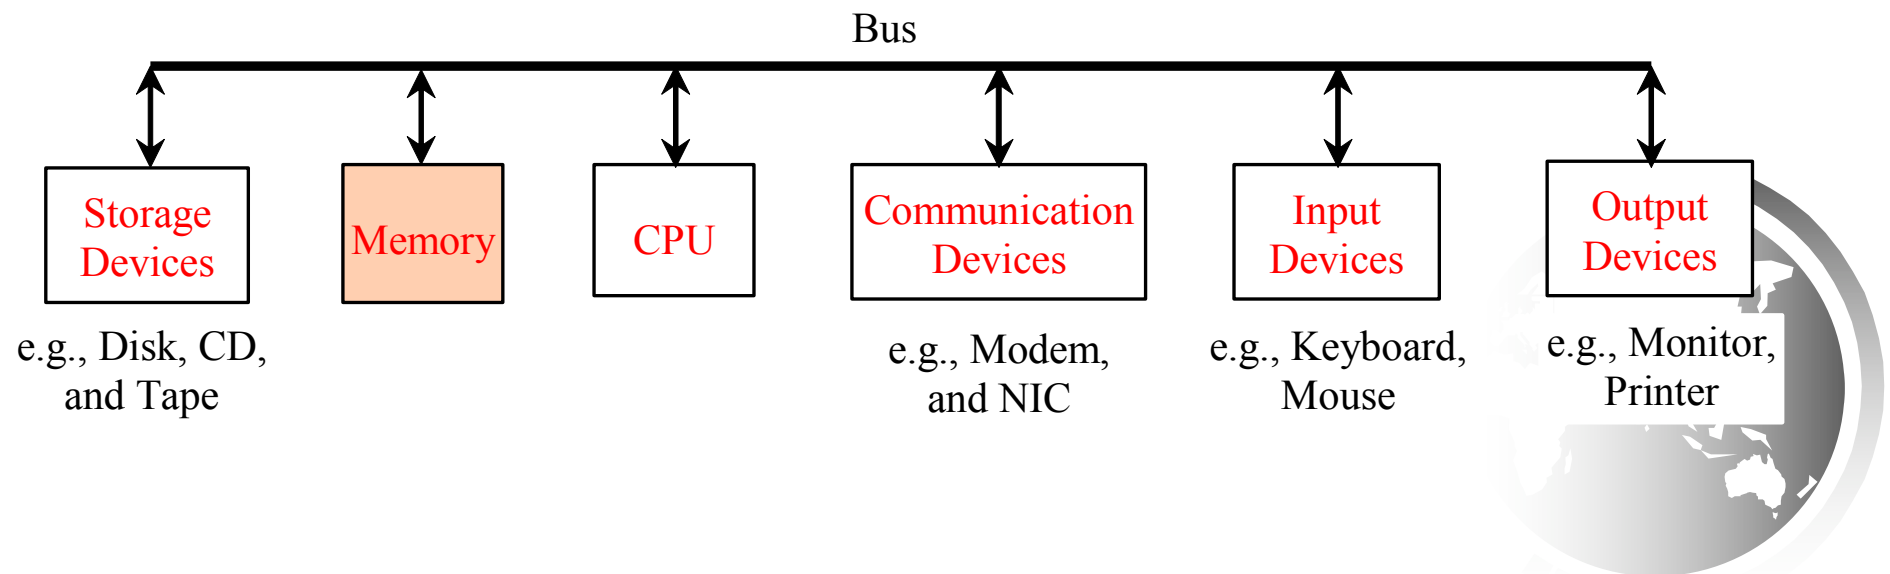 Bus
Storage
Devices
Memory
CPU
Communication
Devices
Input
Devices
Output
Devices
e.g., Disk, CD,
and Tape
e.g., Modem,
and NIC
e.g., Keyboard,
Mouse
e.g., Monitor,
Printer